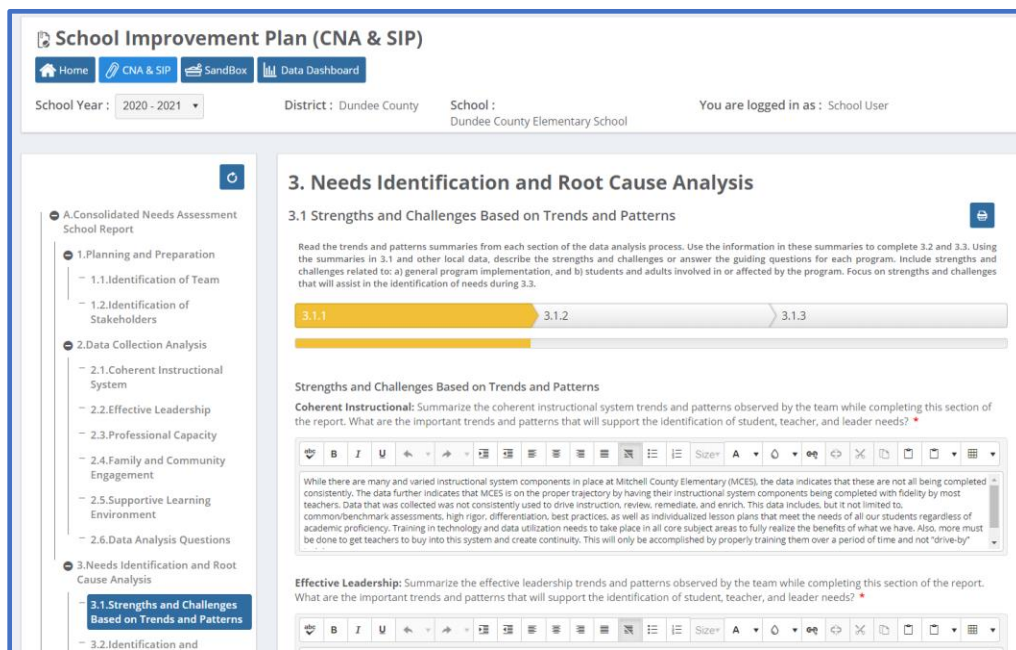 School Improvement Plan (CNA & SIP)
Home CNA & SIP SandBox Data Dashboard
School Year : 2020 - 2021 District : Dundee County School : You are logged in as : School User
Dundee County Elementary School
A.Consolidated Needs Assessment
School Report
1.Planning and Preparation
1.1.Identification of Team
1.2.Identification of
Stakeholders
2.Data Collection Analysis
2.1.Coherent Instructional
System
2.2.Effective Leadership
2.3.Professional Capacity
2.4.Family and Community
Engagement
2.5.Supportive Learning
Environment
2.6.Data Analysis Questions
3.Needs Identification and Root
Cause Analysis
3.1.Strengths and Challenges
Based on Trends and Patterns
3.2.Identification and
3. Needs Identification and Root Cause Analysis
3.1 Strengths and Challenges Based on Trends and Patterns
Read the trends and patterns summaries from each section of the data analysis process. Use the information in these summaries to complete 3.2 and 3.3. Using
the summaries in 3.1 and other local data, describe the strengths and challenges or answer the guiding questions for each program. Include strengths and
challenges related to: a) general program implementation, and b) students and adults involved in or affected by the program. Focus on strengths and challenges
that will assist in the identification of needs during 3.3.
3.1.1 3.1.2 3.1.3
Strengths and Challenges Based on Trends and Patterns
Coherent Instructional: Summarize the coherent instructional system trends and patterns observed by the team while completing this section of
the report. What are the important trends and patterns that will support the identification of student, teacher, and leader needs? *
abc B I U Size A
While there are many and varied instructional system components in place at Mitchell County Elementary (MCES), the data indicates that these are not all being completed
consistently. The data further indicates that MCES is on the proper trajectory by having their instructional system components being completed with fidelity by most
teachers. Data that was collected was not consistently used to drive instruction, review, remediate, and enrich. This data includes, but it not limited to,
common/benchmark assessments, high rigor, differentiation, best practices, as well as individualized lesson plans that meet the needs of all our students regardless of
academic proficiency. Training in technology and data utilization needs to take place in all core subject areas to fully realize the benefits of what we have. Also, more must
be done to get teachers to buy into this system and create continuity. This will only be accomplished by properly training them over a period of time and not "drive-by"
Effective Leadership: Summarize the effective leadership trends and patterns observed by the team while completing this section of the report.
What are the important trends and patterns that will support the identification of student, teacher, and leader needs? *
abc B I U Size A